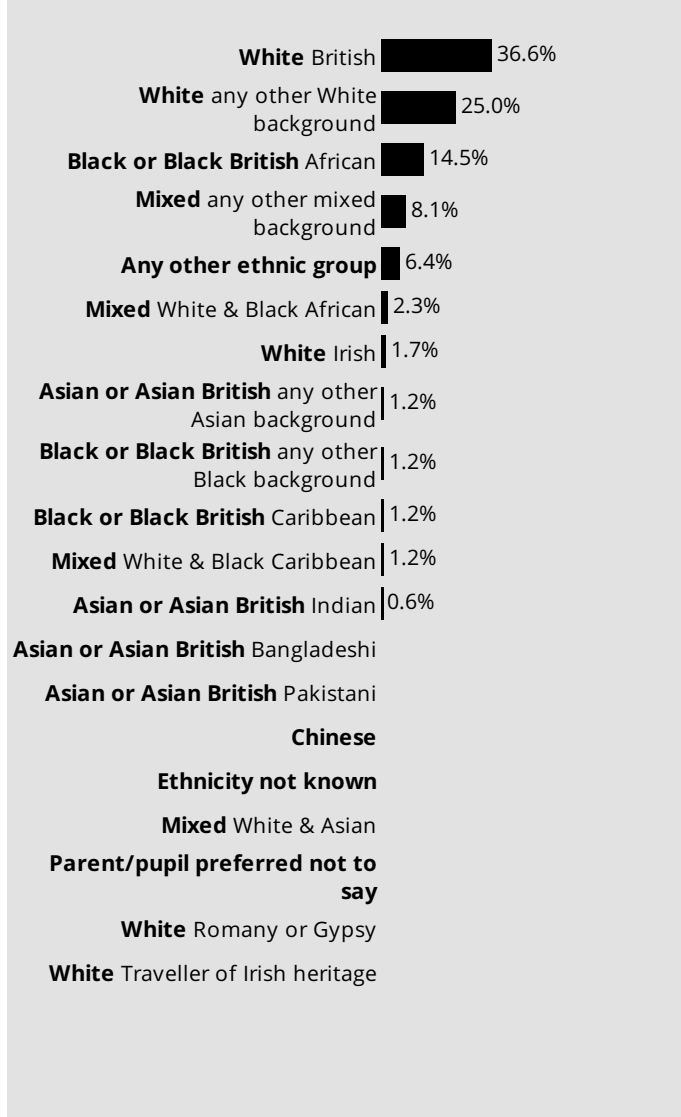 White British 36.6%
White any other White
background 25.0%
Black or Black British African 14.5%
Mixed any other mixed
background 8.1%
Any other ethnic group 6.4%
Mixed White & Black African 2.3%
White Irish 1.7%
Asian or Asian British any other
Asian background 1.2%
Black or Black British any other
Black background 1.2%
Black or Black British Caribbean 1.2%
Mixed White & Black Caribbean 1.2%
Asian or Asian British Indian 0.6%
Asian or Asian British Bangladeshi
Asian or Asian British Pakistani
Chinese
Ethnicity not known
Mixed White & Asian
Parent/pupil preferred not to
say
White Romany or Gypsy
White Traveller of Irish heritage